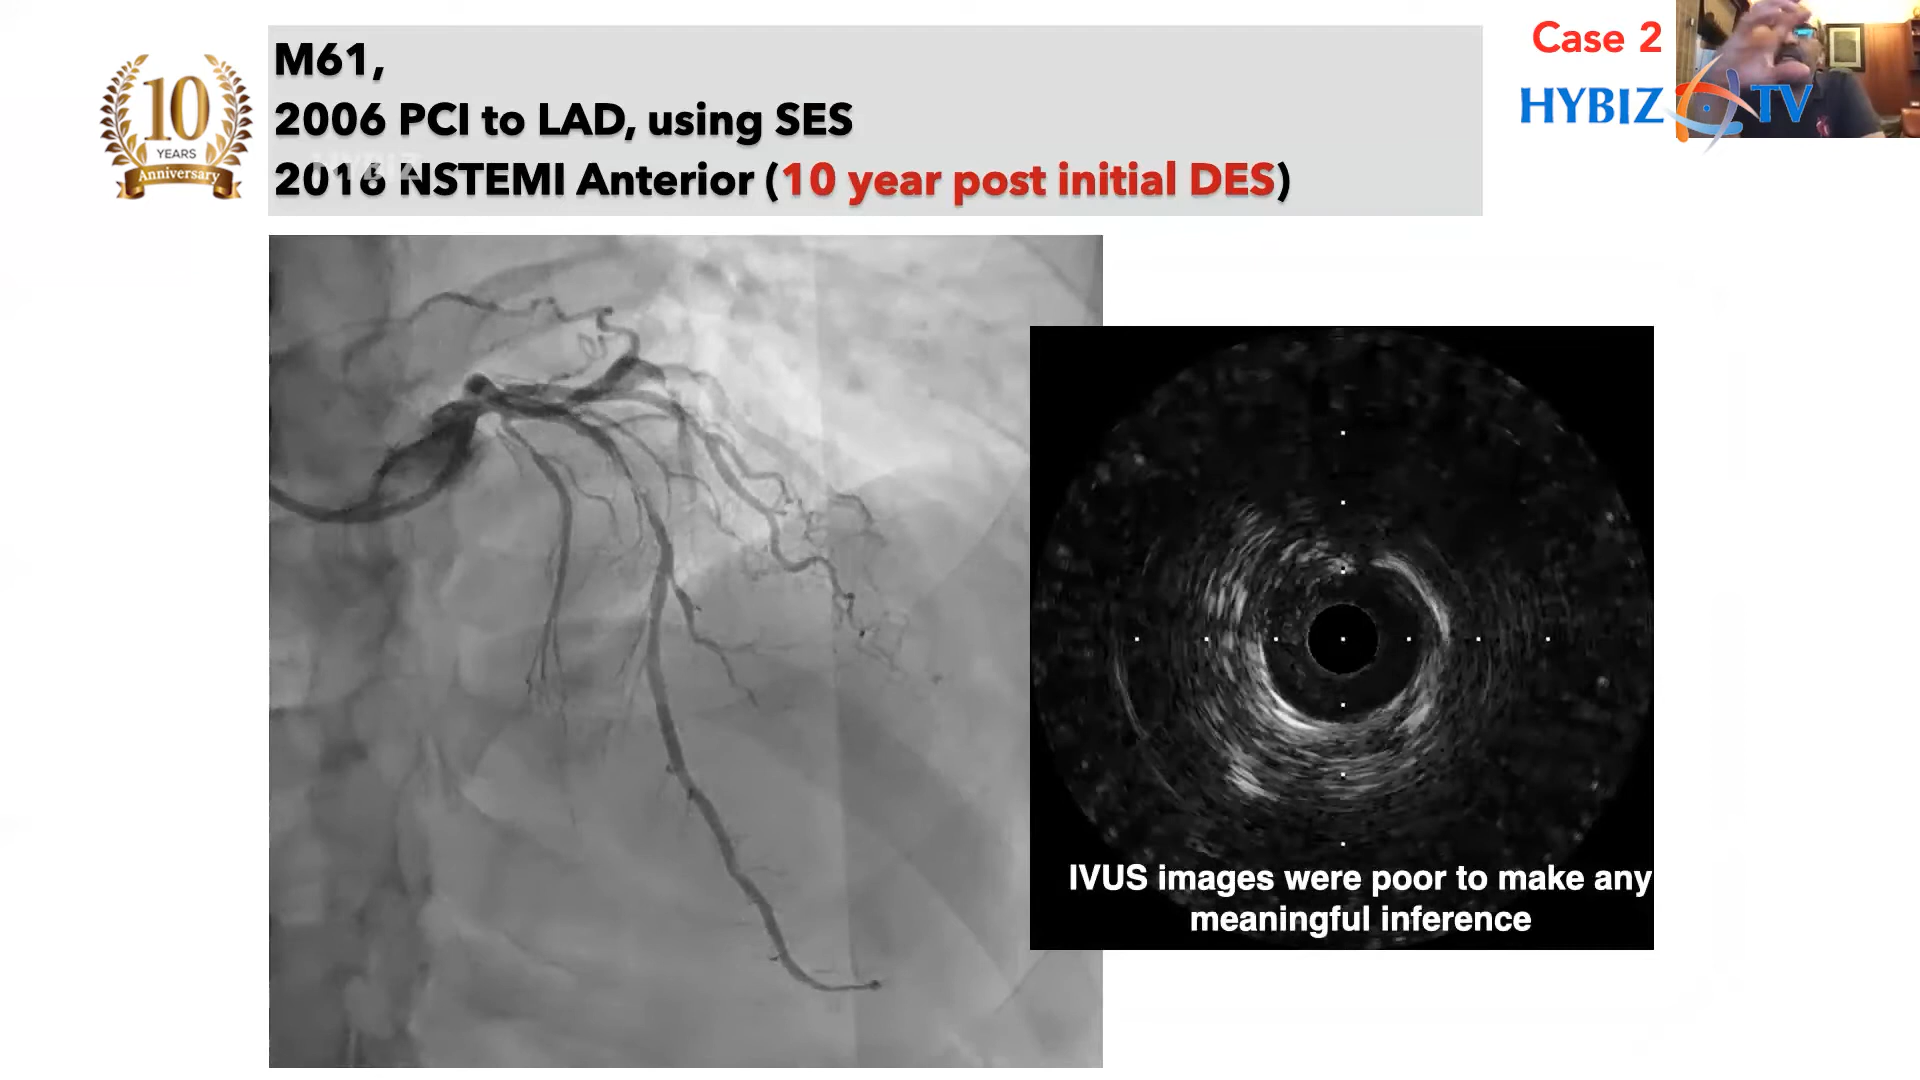 10
YEARS
Anniversary
M61,
2006 PCI to LAD, using SES
2016 NSTEMI Anterior (10 year post initial DES)
HYBIZ
Case 2
HYBIZ TV
IVUS images were poor to make any
meaningful inference